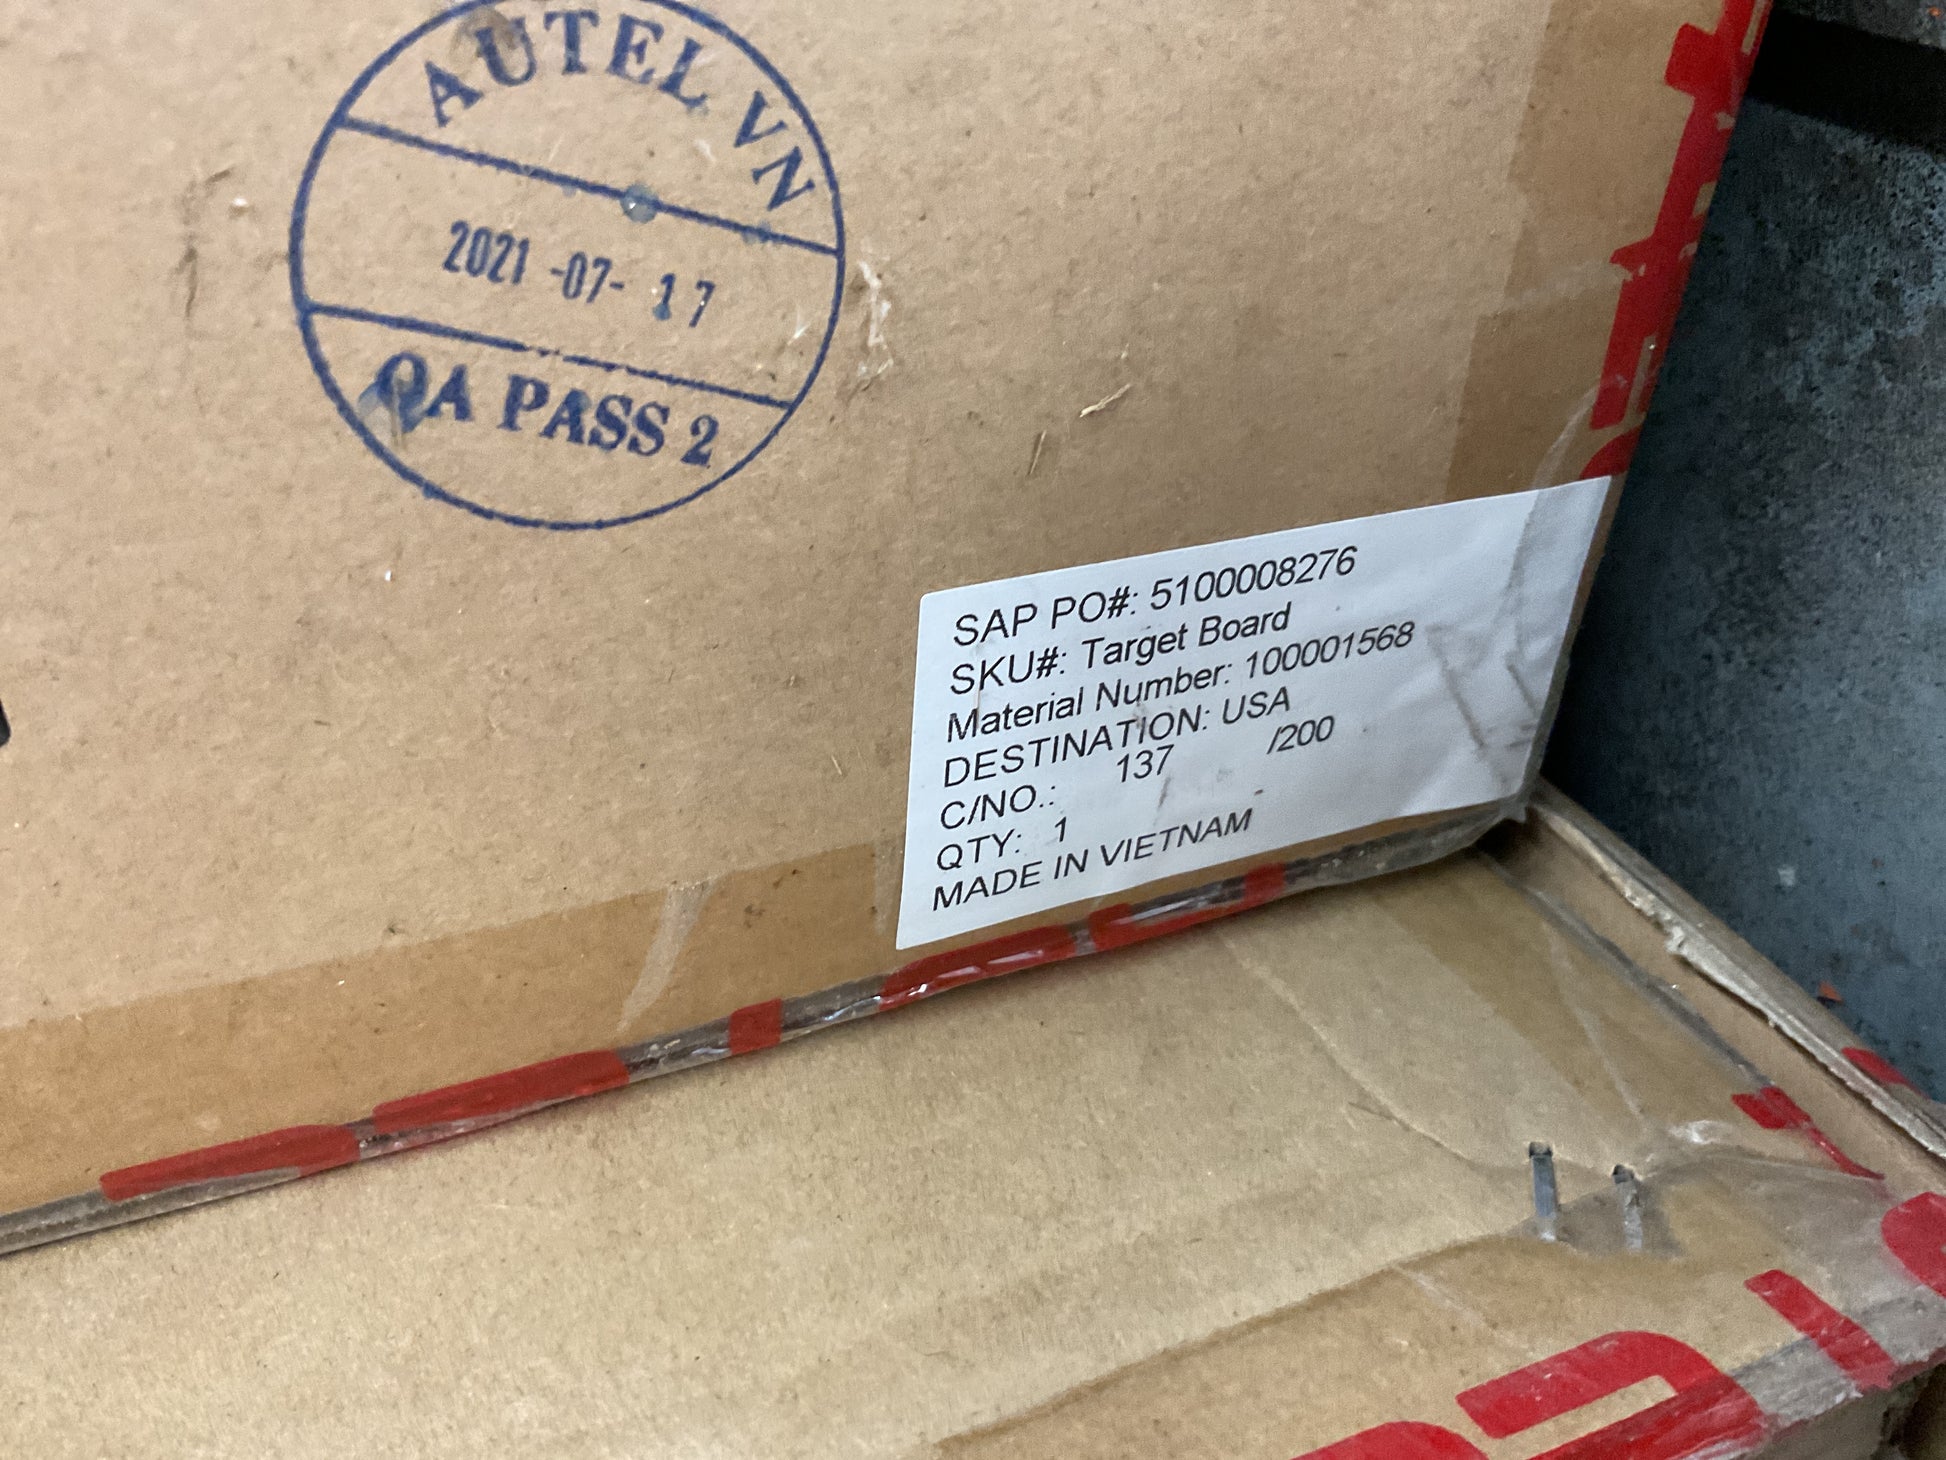 AUTEL VN
2021 -07- 17
QA PASS 2
SAP PO#: 5100008276
SKU#: Target Board
Material Number: 100001568
DESTINATION: USA
C/NO.: 137 /200
QTY: 1
MADE IN VIETNAM